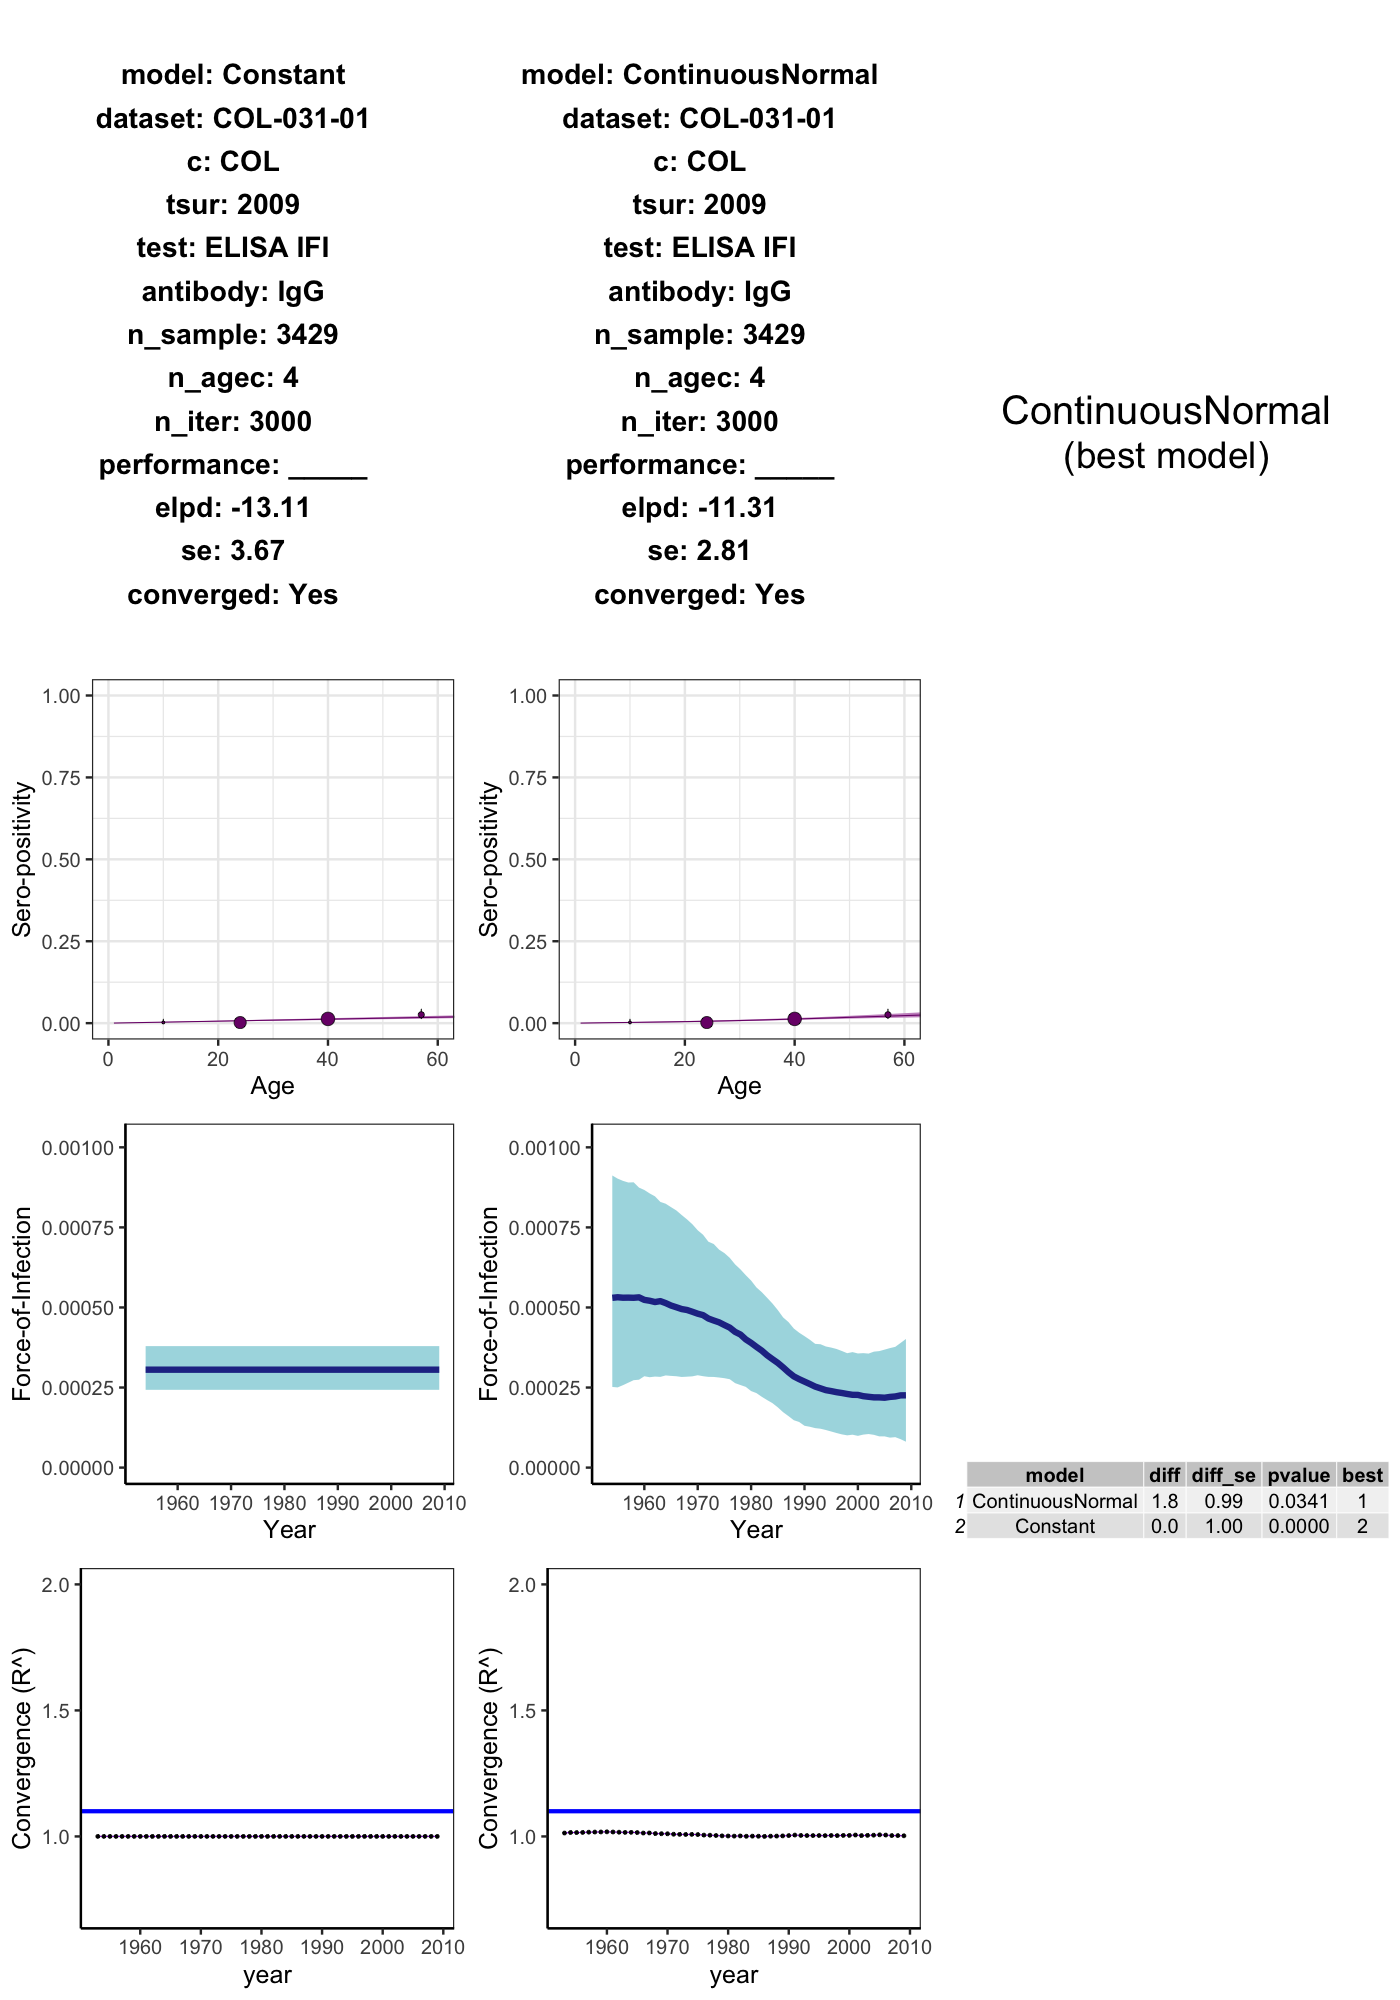 model: Constant
dataset: COL-031-01
c: COL
tsur: 2009
test: ELISA IFI
antibody: IgG
n_sample: 3429
n_agec: 4
n_iter: 3000
performance: _____
elpd: -13.11
se: 3.67
converged: Yes
model: ContinuousNormal
dataset: COL-031-01
c: COL
tsur: 2009
test: ELISA IFI
antibody: IgG
n_sample: 3429
n_agec: 4
n_iter: 3000
performance: _____
elpd: -11.31
se: 2.81
converged: Yes
ContinuousNormal
(best model)
Sero-positivity
1.00
0.75
0.50
0.25
0.00
0 20 40 60
Age
Sero-positivity
1.00
0.75
0.50
0.25
0.00
0 20 40 60
Age
Force-of-Infection
0.00100
0.00075
0.00050
0.00025
0.00000
1960 1970 1980 1990 2000 2010
Year
Force-of-Infection
0.00100
0.00075
0.00050
0.00025
0.00000
1960 1970 1980 1990 2000 2010
Year
model diff diff_se pvalue best
1 ContinuousNormal 1.8 0.99 0.0341 1
2 Constant 0.0 1.00 0.0000 2
Convergence (R^)
2.0
1.5
1.0
1960 1970 1980 1990 2000 2010
year
Convergence (R^)
2.0
1.5
1.0
1960 1970 1980 1990 2000 2010
year